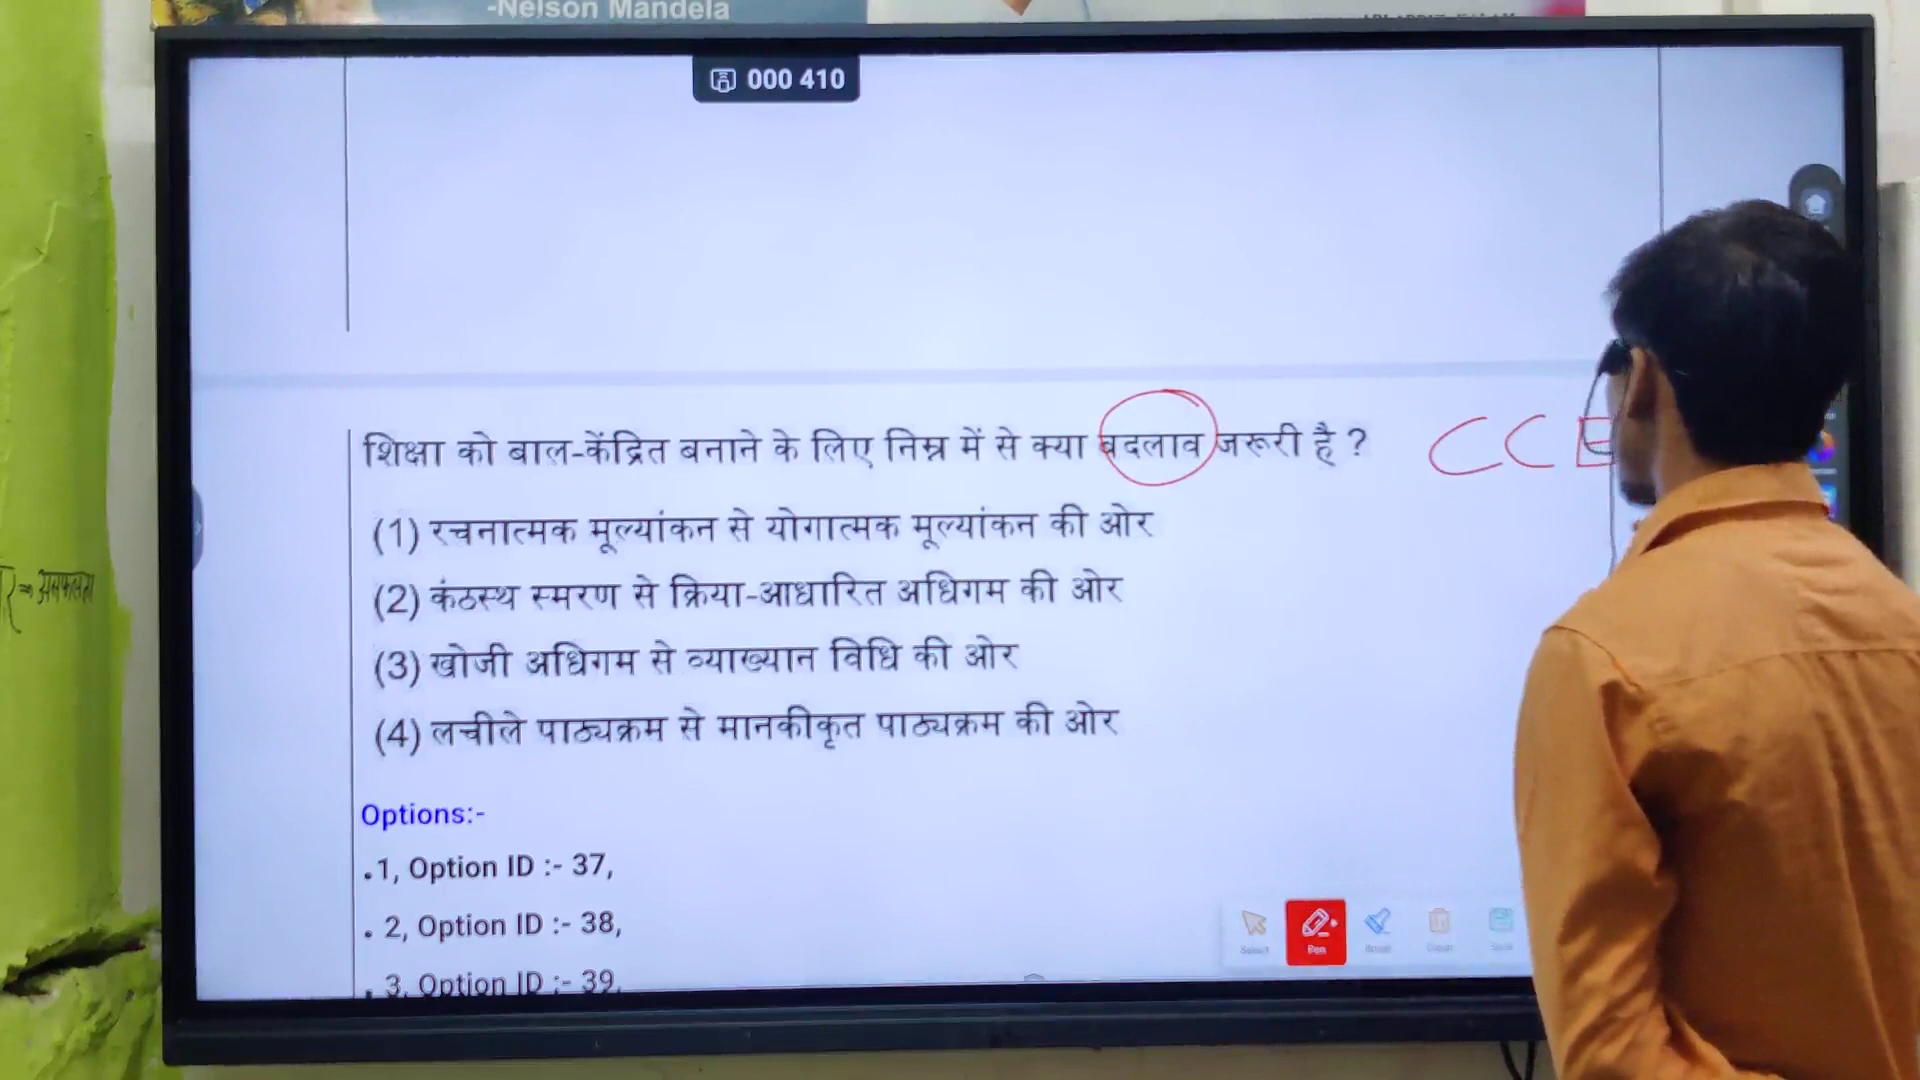 -Nelson Mandela
000 410
शिक्षा को बाल-केंद्रित बनाने के लिए निम्न में से क्या बदलाव जरूरी है ?
CCE
(1) रचनात्मक मूल्यांकन से योगात्मक मूल्यांकन की ओर
(2) कंठस्थ स्मरण से क्रिया-आधारित अधिगम की ओर
(3) खोजी अधिगम से व्याख्यान विधि की ओर
(4) लचीले पाठ्यक्रम से मानकीकृत पाठ्यक्रम की ओर
Options:-
.1, Option ID :- 37,
. 2, Option ID :- 38,
. 3, Option ID :- 39,
Select
Pen